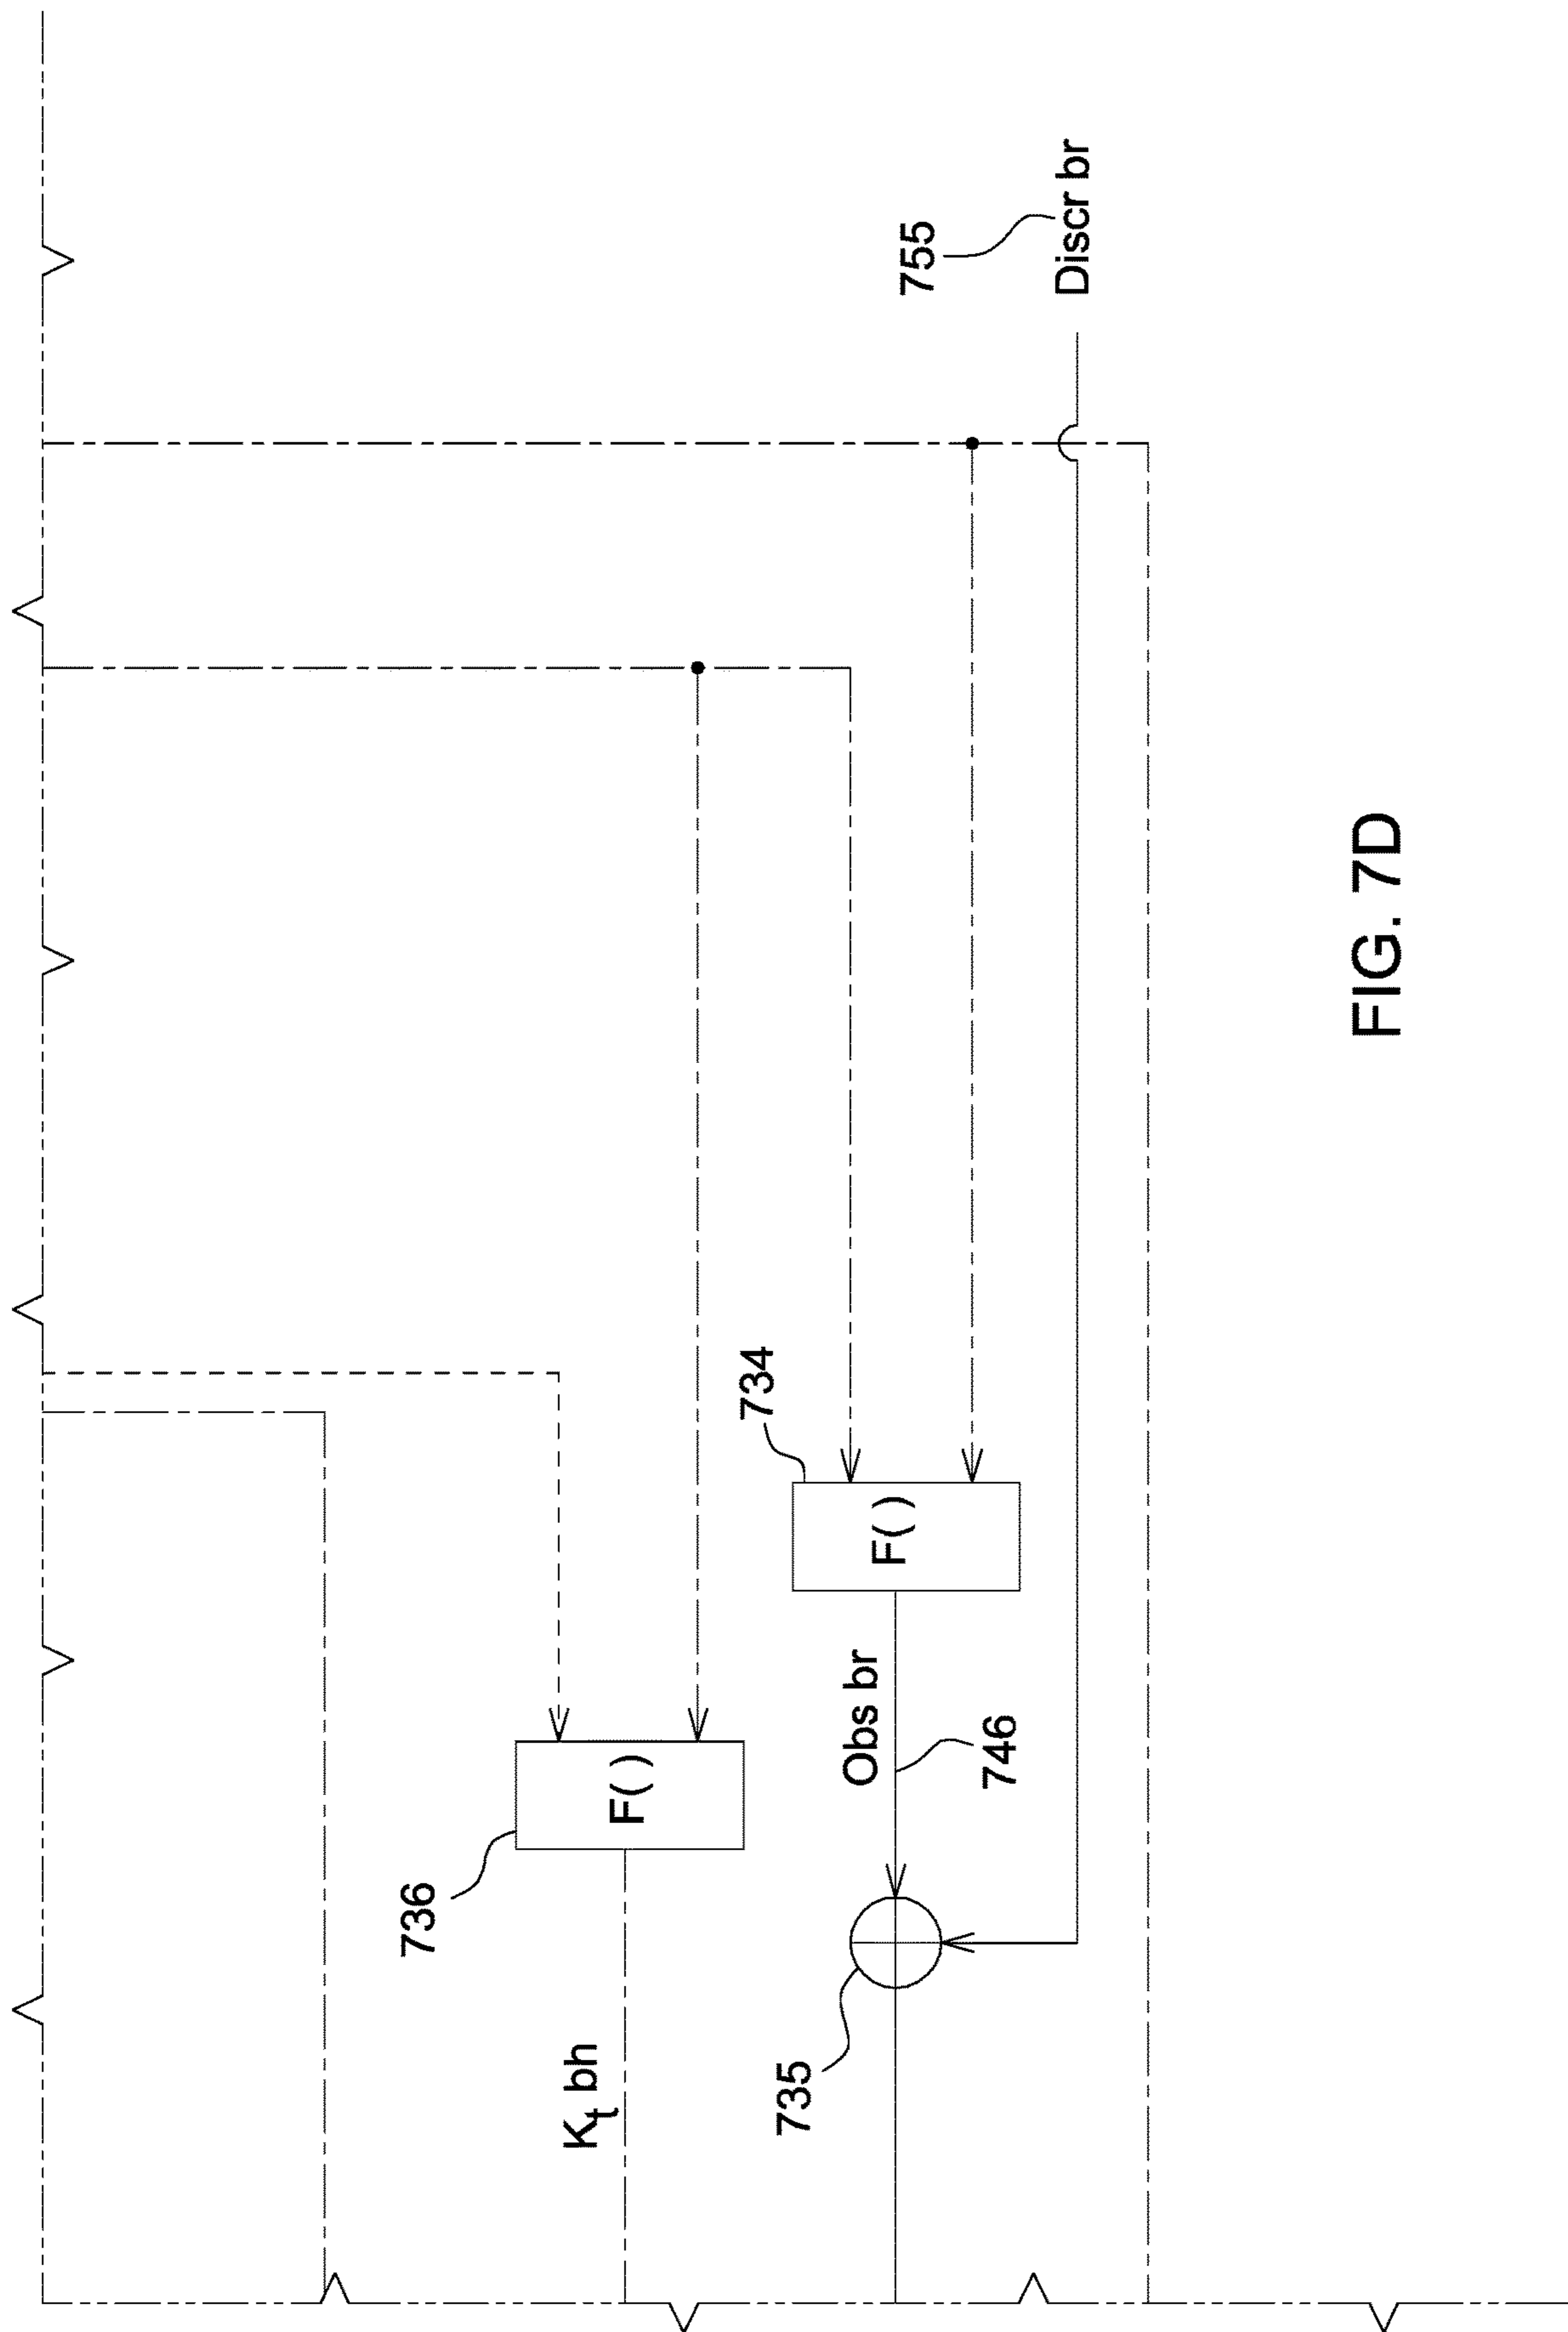 736
F( )
K_t bh
734
F( )
Obs br
746
735
755
Discr br
FIG. 7D